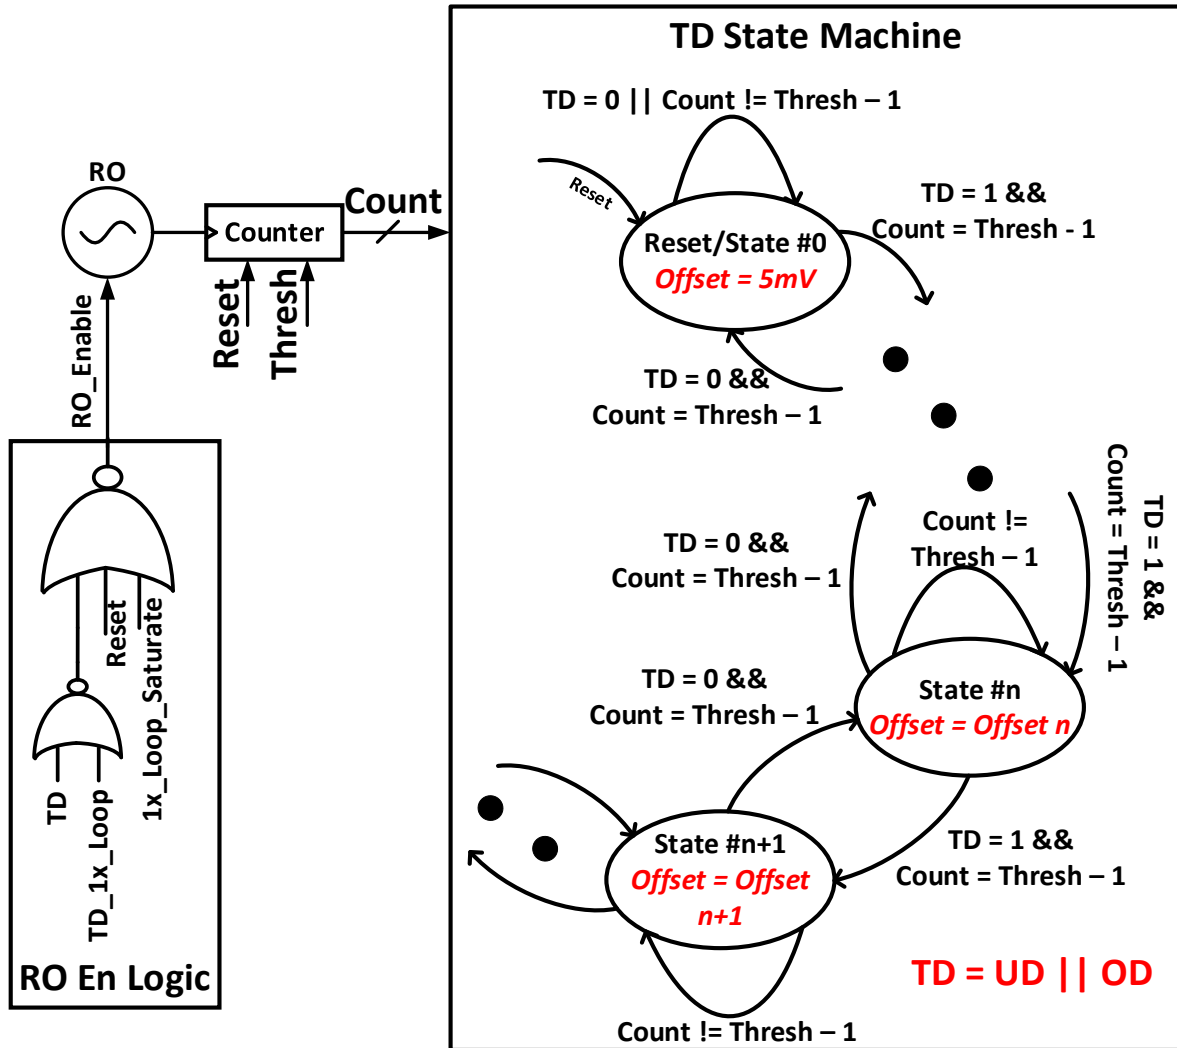 TD State Machine
TD = 0 || Count != Thresh – 1
Reset
TD = 1 &&
Count = Thresh - 1
Reset/State #0
Offset = 5mV
TD = 0 &&
Count = Thresh – 1
RO
Counter
Count
Reset
Thresh
RO_Enable
Count !=
Thresh – 1
TD = 0 &&
Count = Thresh – 1
TD = 1 &&
Count = Thresh – 1
State #n
Offset = Offset n
TD = 0 &&
Count = Thresh – 1
State #n+1
Offset = Offset
n+1
TD = 1 &&
Count = Thresh – 1
Count != Thresh – 1
TD = UD || OD
Reset
1x_Loop_Saturate
TD
TD_1x_Loop
RO En Logic